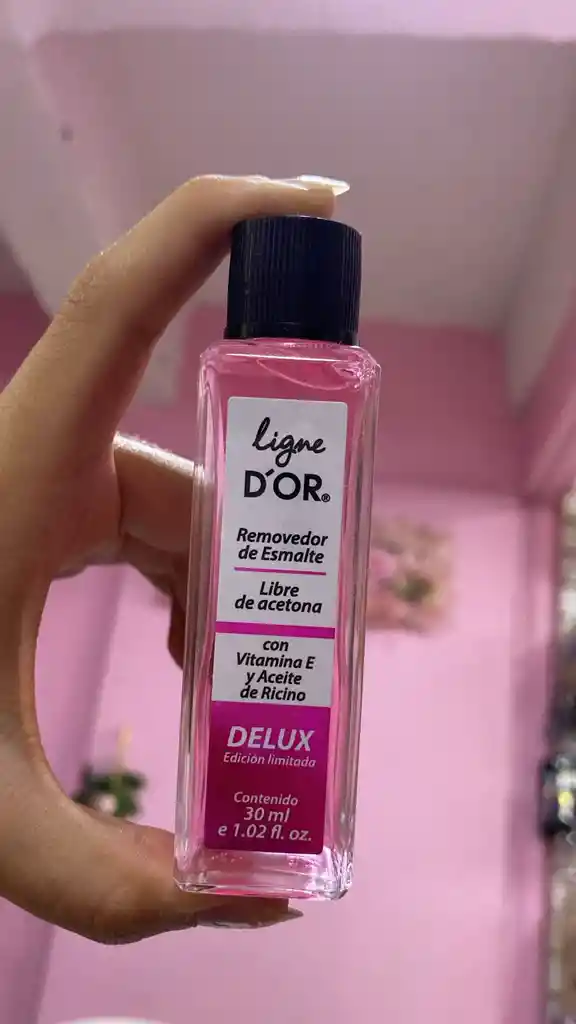 ligne
D´OR®
Removedor
de Esmalte
Libre
de acetona
con
Vitamina E
y Aceite
de Ricino
DELUX
Edición limitada
Contenido
30 ml
e 1.02 fl. oz.